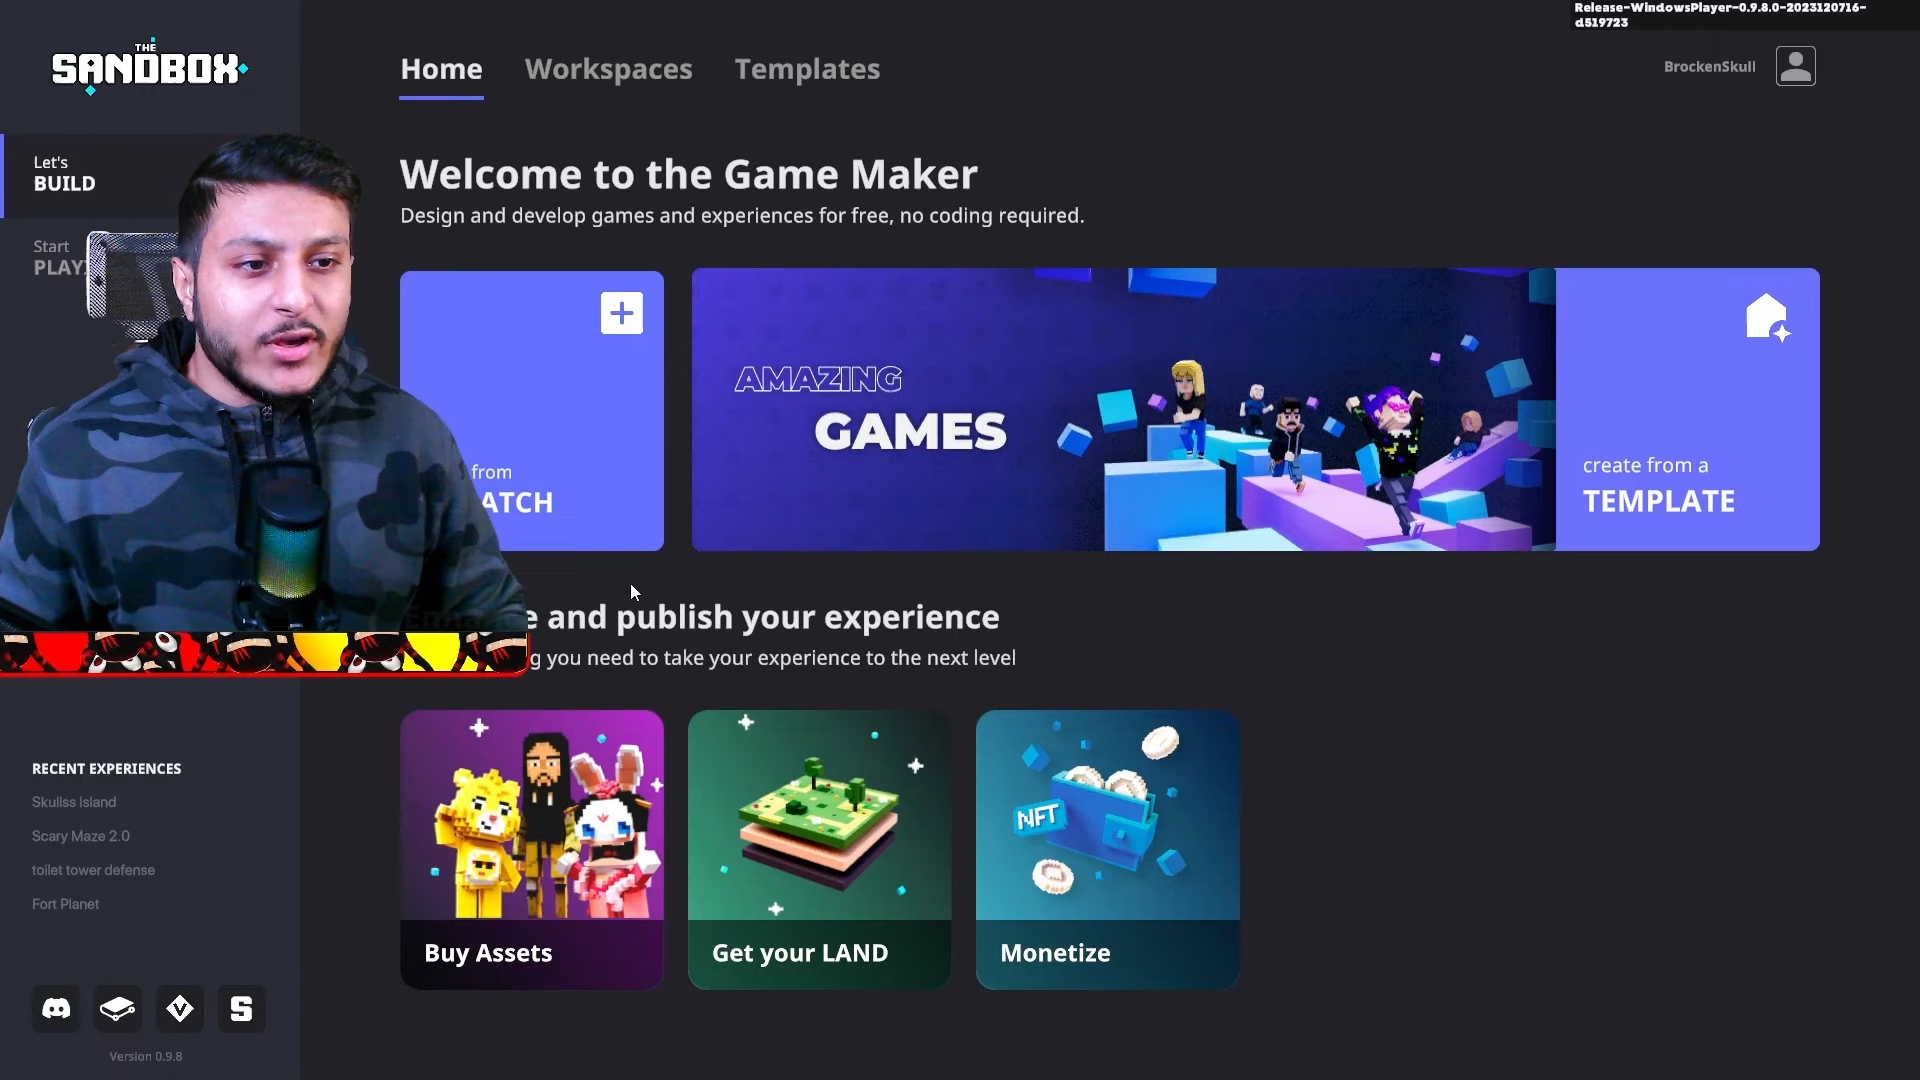 Release-WindowsPlayer-0.9.8.0-2023120716-
d519723
THE
SANDBOX
Home
Workspaces
Templates
BrockenSkull
Let's
BUILD
Start
PLAY
Welcome to the Game Maker
Design and develop games and experiences for free, no coding required.
from
ATCH
AMAZING
GAMES
create from a
TEMPLATE
and publish your experience
you need to take your experience to the next level
NFT
Buy Assets
Get your LAND
Monetize
RECENT EXPERIENCES
Skullss Island
Scary Maze 2.0
toilet tower defense
Fort Planet
Version 0.9.8